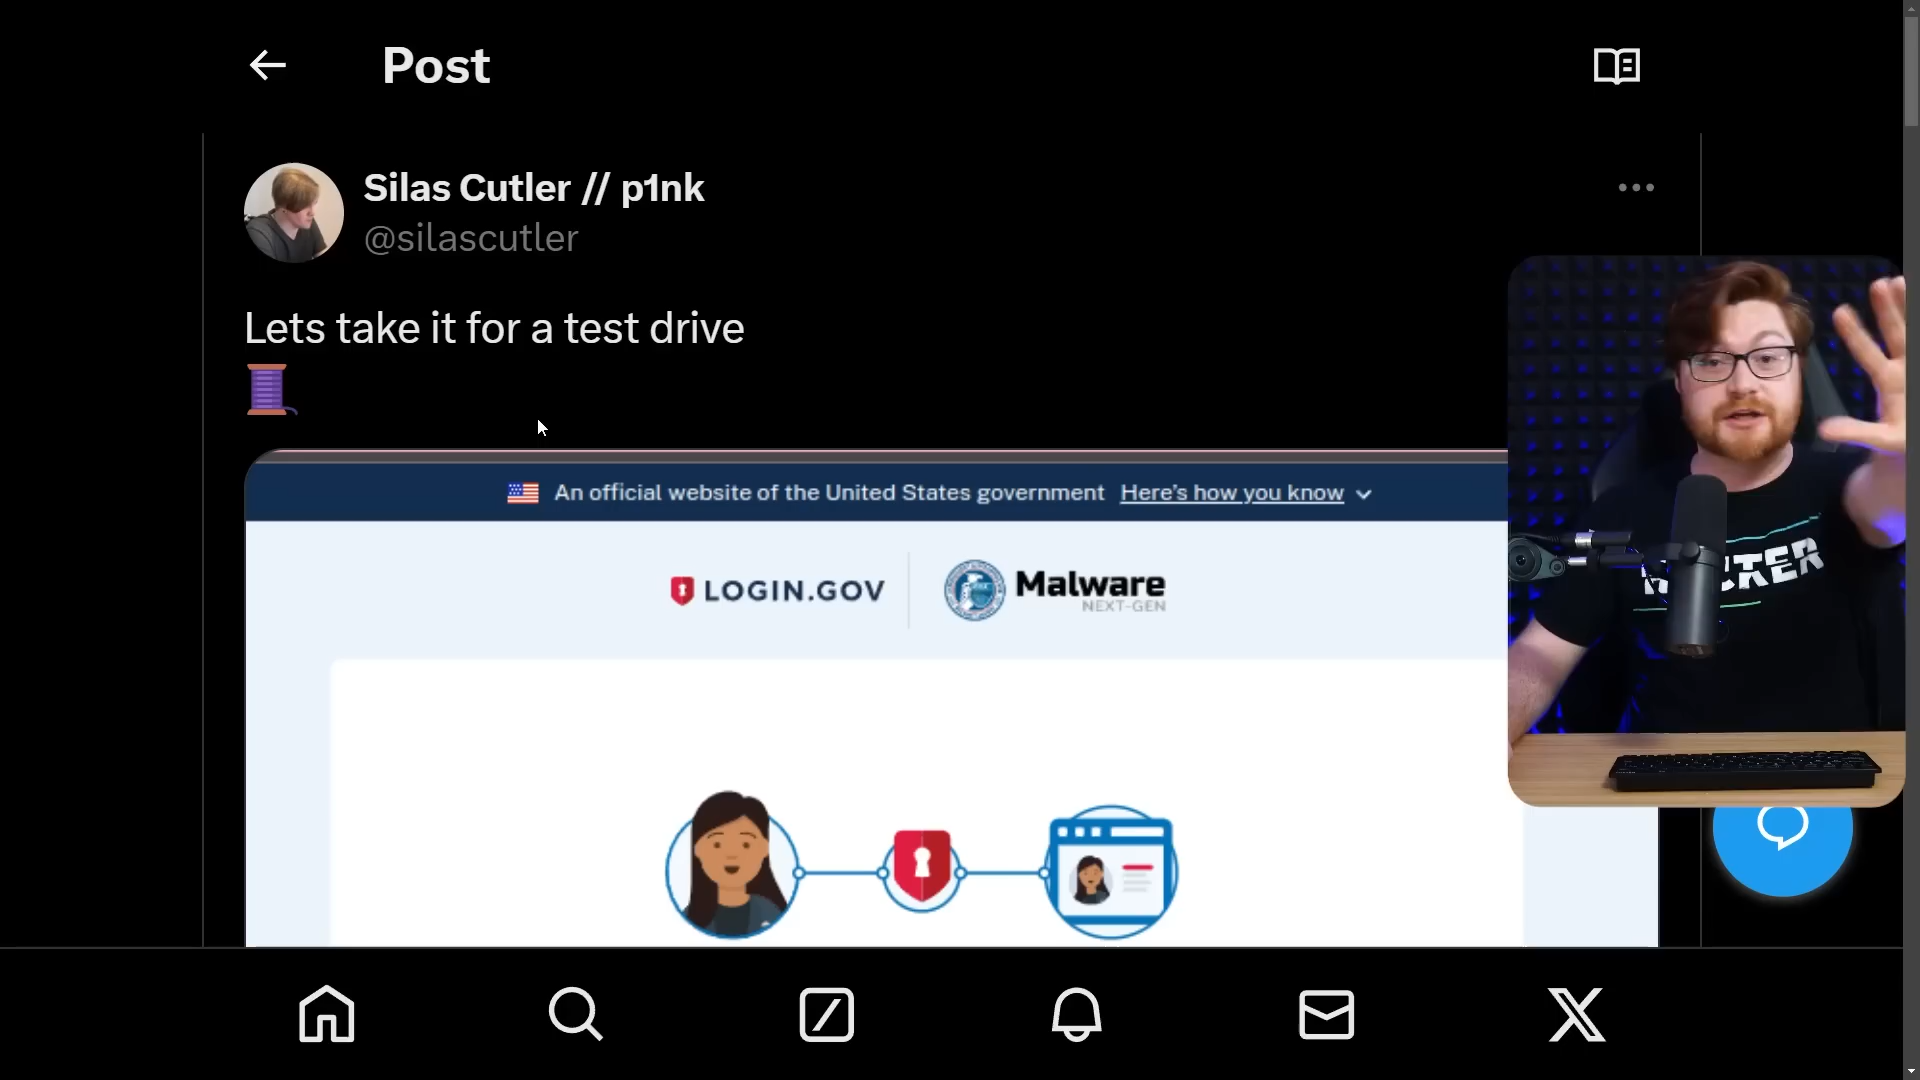 Post
Silas Cutler // p1nk
@silascutler
Lets take it for a test drive
An official website of the United States government Here's how you know
LOGIN.GOV
Malware
NEXT-GEN